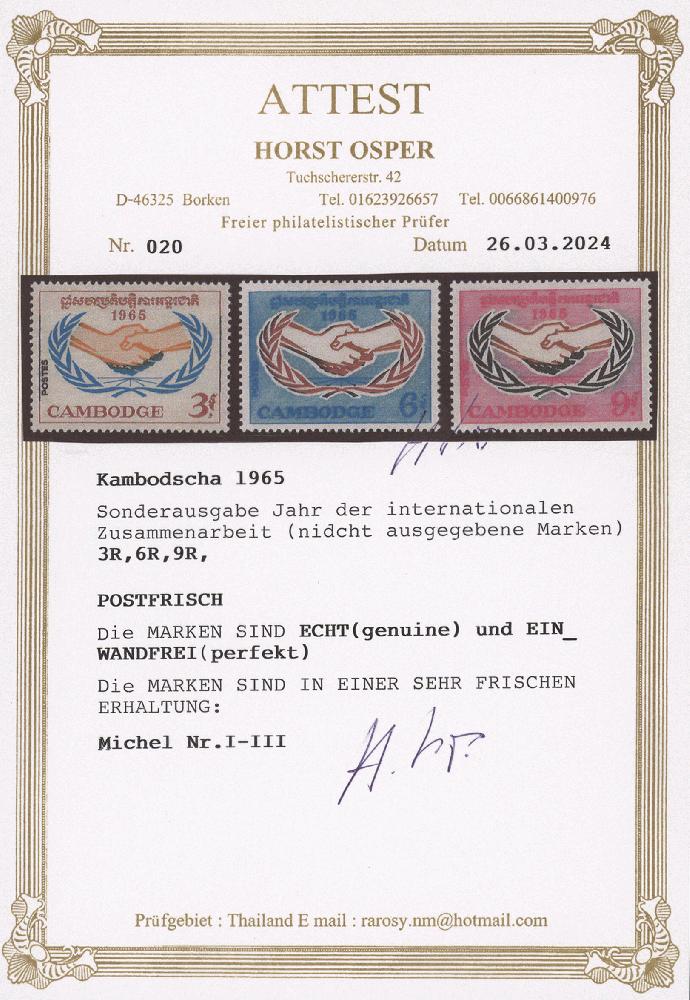 ATTEST
HORST OSPER
Tuchschererstr. 42
D-46325 Borken Tel. 01623926657 Tel. 0066861400976
Freier philatelistischer Prüfer
Nr. 020 Datum 26.03.2024
1965
POSTES
CAMBODGE 3f
1965
CAMBODGE 6f
1965
CAMBODGE 9f
Kambodscha 1965
Sonderausgabe Jahr der internationalen
Zusammenarbeit (nidcht ausgegebene Marken)
3R,6R,9R,
POSTFRISCH
Die MARKEN SIND ECHT(genuine) und EIN_
WANDFREI(perfekt)
Die MARKEN SIND IN EINER SEHR FRISCHEN
ERHALTUNG:
Michel Nr.I-III
Prüfgebiet : Thailand E mail : rarosy.nm@hotmail.com